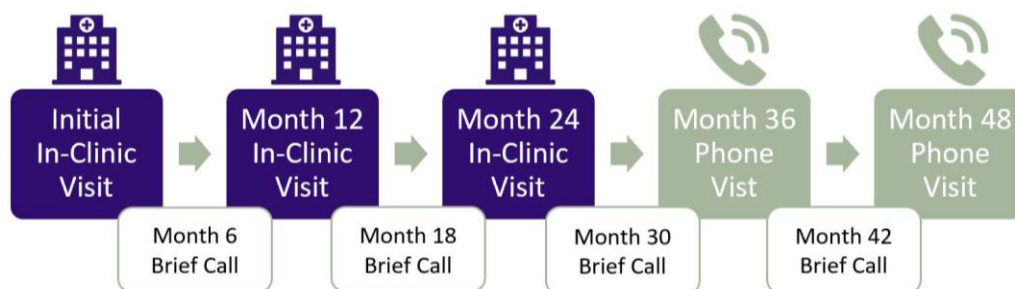 Initial
In-Clinic
Visit
Month 12
In-Clinic
Visit
Month 24
In-Clinic
Visit
Month 36
Phone
Vist
Month 48
Phone
Visit
Month 6
Brief Call
Month 18
Brief Call
Month 30
Brief Call
Month 42
Brief Call